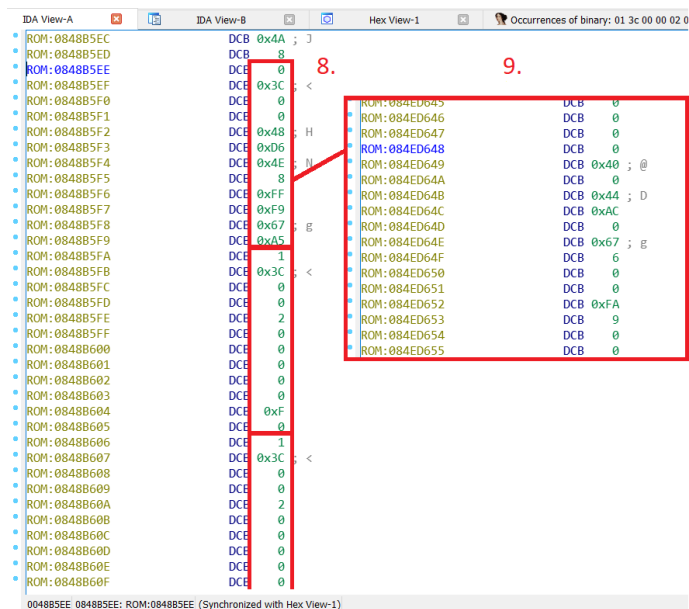 IDA View-A
IDA View-B
Hex View-1
Occurrences of binary: 01 3c 00 00 02 0
ROM:0848B5EC DCB 0x4A ; J
ROM:0848B5ED DCB 8
ROM:0848B5EE DCB 0
ROM:0848B5EF DCB 0x3C ; <
ROM:0848B5F0 DCB 0
ROM:0848B5F1 DCB 0
ROM:0848B5F2 DCB 0x48 ; H
ROM:0848B5F3 DCB 0xD6
ROM:0848B5F4 DCB 0x4E ; N
ROM:0848B5F5 DCB 8
ROM:0848B5F6 DCB 0xFF
ROM:0848B5F7 DCB 0xF9
ROM:0848B5F8 DCB 0x67 ; g
ROM:0848B5F9 DCB 0xA5
ROM:0848B5FA DCB 1
ROM:0848B5FB DCB 0x3C ; <
ROM:0848B5FC DCB 0
ROM:0848B5FD DCB 0
ROM:0848B5FE DCB 2
ROM:0848B5FF DCB 0
ROM:0848B600 DCB 0
ROM:0848B601 DCB 0
ROM:0848B602 DCB 0
ROM:0848B603 DCB 0
ROM:0848B604 DCB 0xF
ROM:0848B605 DCB 0
ROM:0848B606 DCB 1
ROM:0848B607 DCB 0x3C ; <
ROM:0848B608 DCB 0
ROM:0848B609 DCB 0
ROM:0848B60A DCB 2
ROM:0848B60B DCB 0
ROM:0848B60C DCB 0
ROM:0848B60D DCB 0
ROM:0848B60E DCB 0
ROM:0848B60F DCB 0
8.
9.
ROM:084ED645 DCB 0
ROM:084ED646 DCB 0
ROM:084ED647 DCB 0
ROM:084ED648 DCB 0
ROM:084ED649 DCB 0x40 ; @
ROM:084ED64A DCB 0
ROM:084ED64B DCB 0x44 ; D
ROM:084ED64C DCB 0xAC
ROM:084ED64D DCB 0
ROM:084ED64E DCB 0x67 ; g
ROM:084ED64F DCB 6
ROM:084ED650 DCB 0
ROM:084ED651 DCB 0
ROM:084ED652 DCB 0xFA
ROM:084ED653 DCB 9
ROM:084ED654 DCB 0
ROM:084ED655 DCB 0
0048B5EE 0848B5EE: ROM:0848B5EE (Synchronized with Hex View-1)